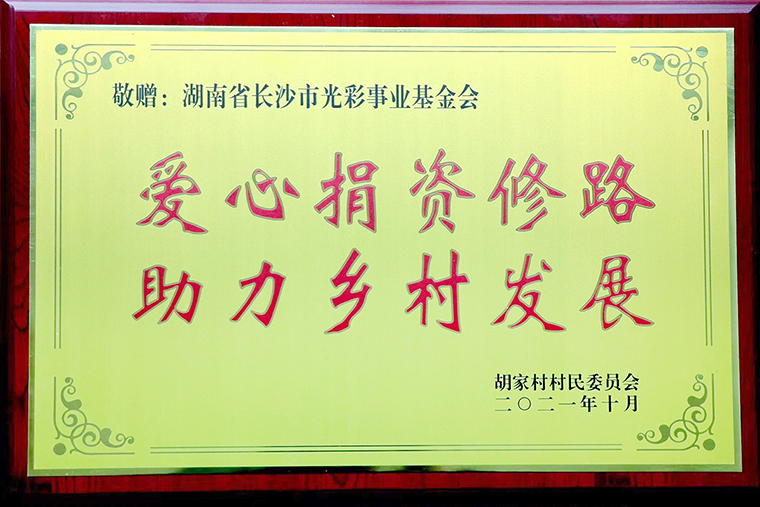 敬赠：湖南省长沙市光彩事业基金会
爱心捐资修路
助力乡村发展
胡家村村民委员会
二〇二一年十月